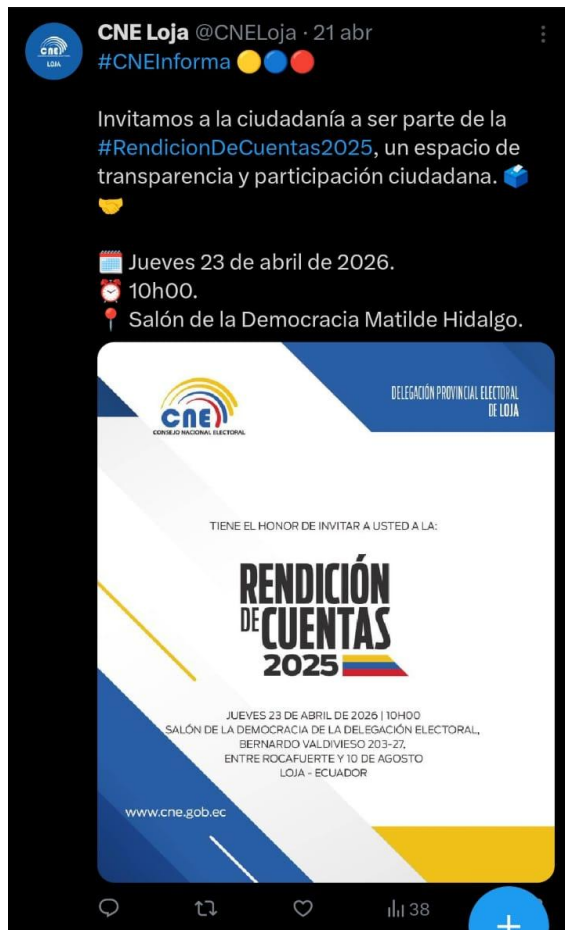 CNE Loja @CNELoja · 21 abr
#CNEInforma 🟡🔵🔴
Invitamos a la ciudadanía a ser parte de la
#RendicionDeCuentas2025, un espacio de
transparencia y participación ciudadana. 🗳️
🤝
🗓️ Jueves 23 de abril de 2026.
⏰ 10h00.
📍 Salón de la Democracia Matilde Hidalgo.
CNE
LOJA
CNE
CONSEJO NACIONAL ELECTORAL
DELEGACIÓN PROVINCIAL ELECTORAL
DE LOJA
TIENE EL HONOR DE INVITAR A USTED A LA:
RENDICIÓN
DE CUENTAS
2025
JUEVES 23 DE ABRIL DE 2026 | 10H00
SALÓN DE LA DEMOCRACIA DE LA DELEGACIÓN ELECTORAL,
BERNARDO VALDIVIESO 203-27,
ENTRE ROCAFUERTE Y 10 DE AGOSTO
LOJA - ECUADOR
www.cne.gob.ec
38